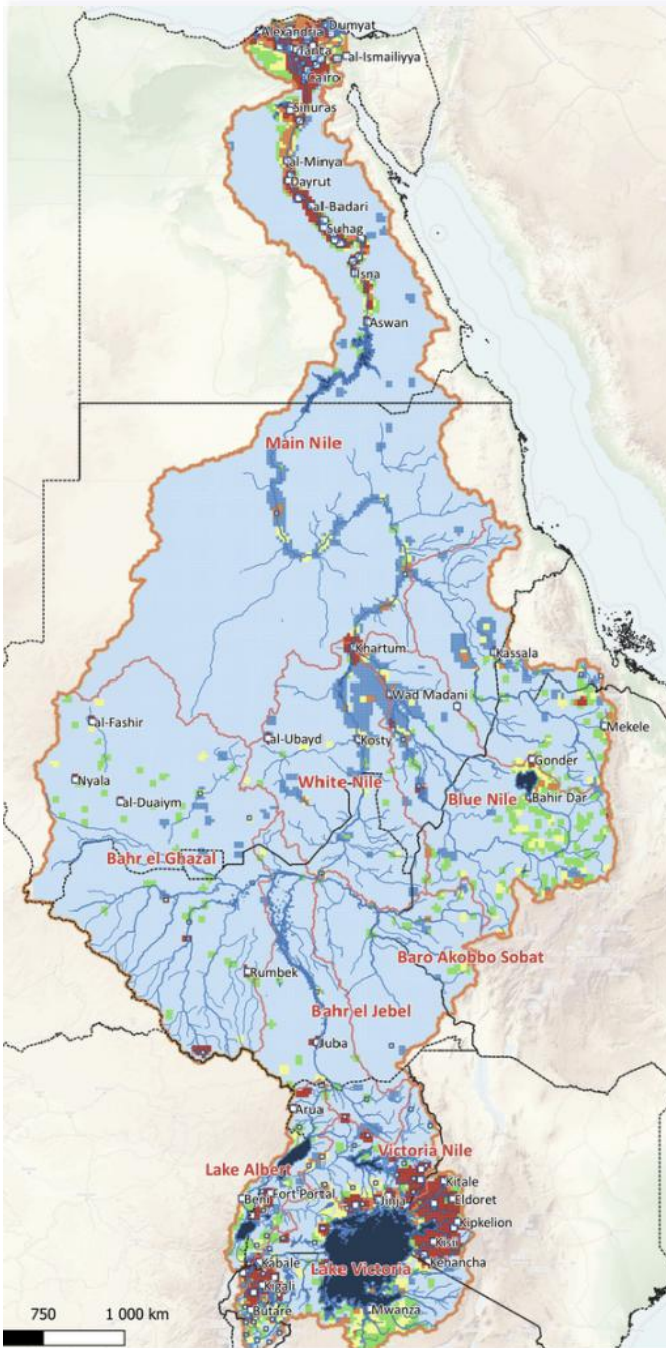 Dumyat
Alexandria
Tanta
al-Ismailiyya
Cairo
Sinuras
al-Minya
Dayrut
al-Badari
Suhag
Isna
Aswan
Main Nile
Khartum
Kassala
Wad Madani
al-Fashir
Mekele
al-Ubayd
Kosty
Gonder
Nyala
White Nile
al-Duaiym
Blue Nile
Bahir Dar
Bahr el Ghazal
Baro Akobbo Sobat
Rumbek
Bahr el Jebel
Juba
Arua
Victoria Nile
Lake Albert
Kitale
Fort Portal
Beni
Jinja
Eldoret
Kipkelion
Kisii
Kehancha
Kabale
Lake Victoria
Kigali
Butare
Mwanza
750
1 000 km